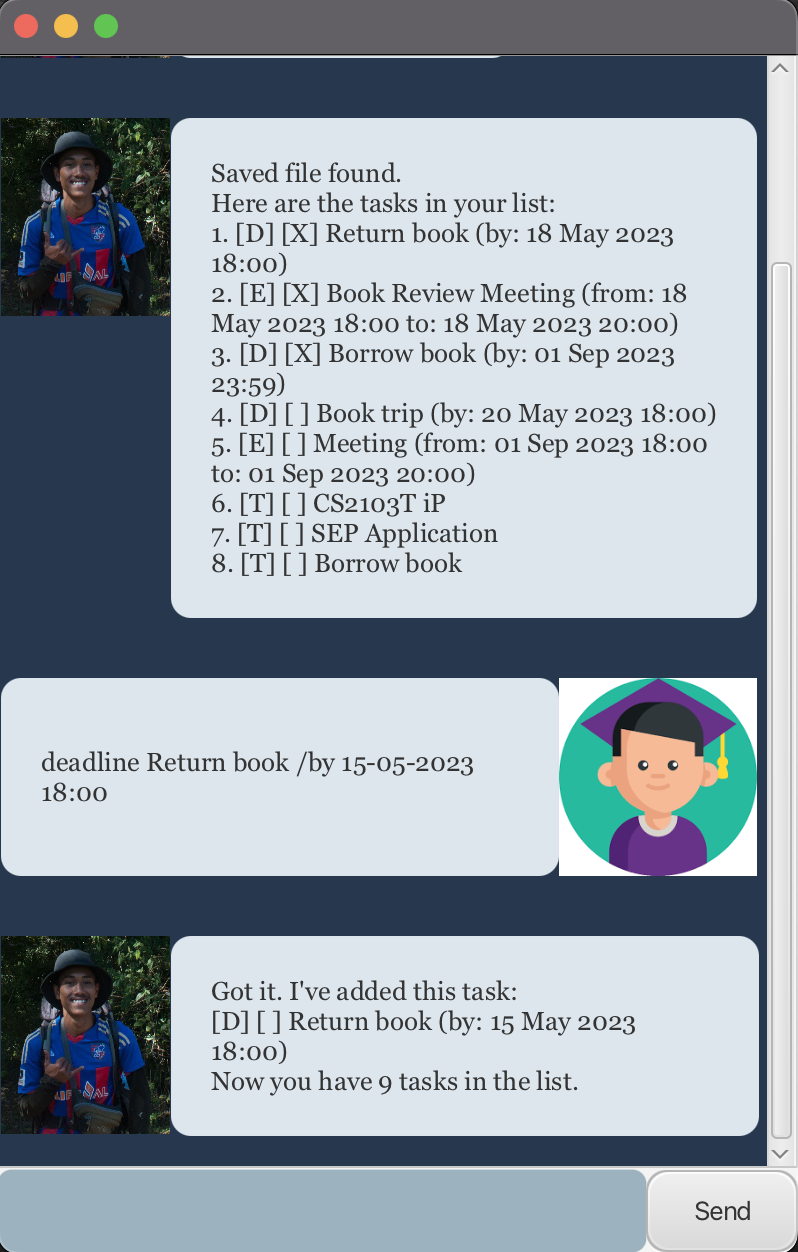 Saved file found.
Here are the tasks in your list:
1. [D] [X] Return book (by: 18 May 2023
18:00)
2. [E] [X] Book Review Meeting (from: 18
May 2023 18:00 to: 18 May 2023 20:00)
3. [D] [X] Borrow book (by: 01 Sep 2023
23:59)
4. [D] [ ] Book trip (by: 20 May 2023 18:00)
5. [E] [ ] Meeting (from: 01 Sep 2023 18:00
to: 01 Sep 2023 20:00)
6. [T] [ ] CS2103T iP
7. [T] [ ] SEP Application
8. [T] [ ] Borrow book
deadline Return book /by 15-05-2023
18:00
Got it. I've added this task:
[D] [ ] Return book (by: 15 May 2023
18:00)
Now you have 9 tasks in the list.
Send